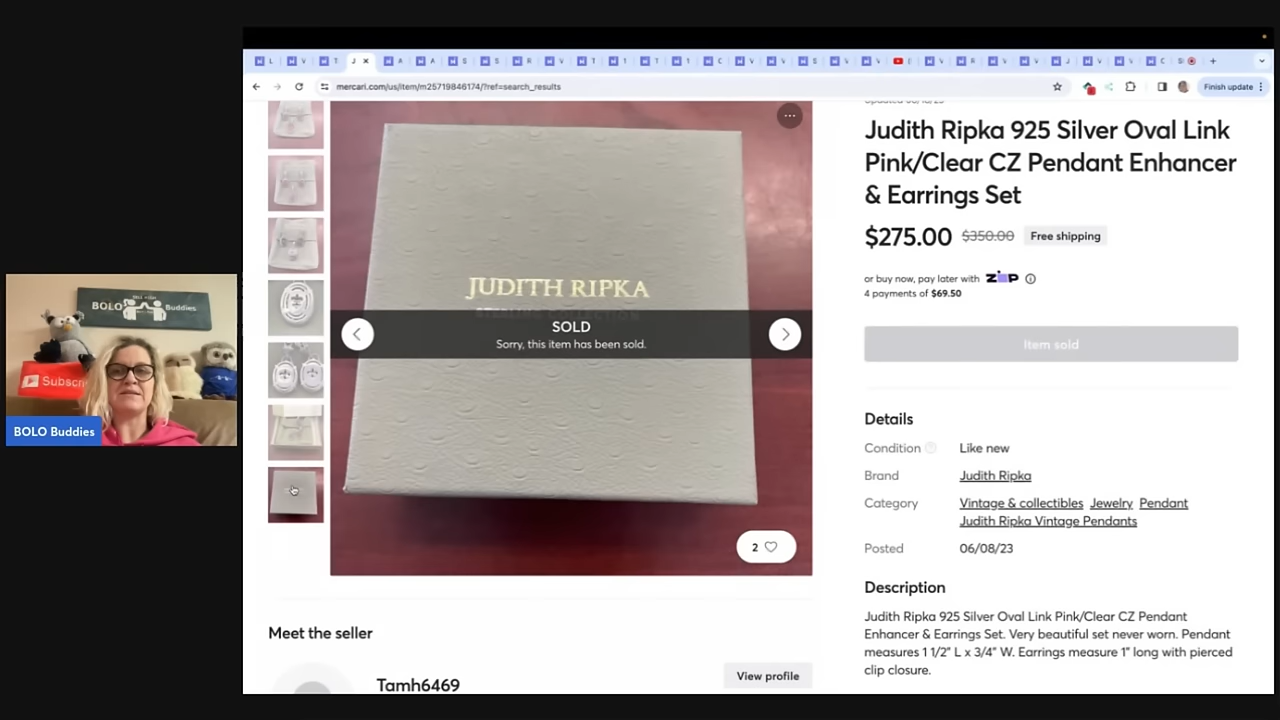 mercari.com/us/item/m25719846174/?ref=search_results
Finish update
Judith Ripka 925 Silver Oval Link
Pink/Clear CZ Pendant Enhancer
& Earrings Set
$275.00 $350.00 Free shipping
or buy now, pay later with ZIP
4 payments of $69.50
Item sold
JUDITH RIPKA
SOLD
Sorry, this item has been sold.
2
Details
Condition Like new
Brand Judith Ripka
Category Vintage & collectibles Jewelry Pendant
Judith Ripka Vintage Pendants
Posted 06/08/23
Description
Judith Ripka 925 Silver Oval Link Pink/Clear CZ Pendant
Enhancer & Earrings Set. Very beautiful set never worn. Pendant
measures 1 1/2" L x 3/4" W. Earrings measure 1" long with pierced
clip closure.
Meet the seller
Tamh6469
View profile
BOLO Buddies
Subscr
BOLO Buddies